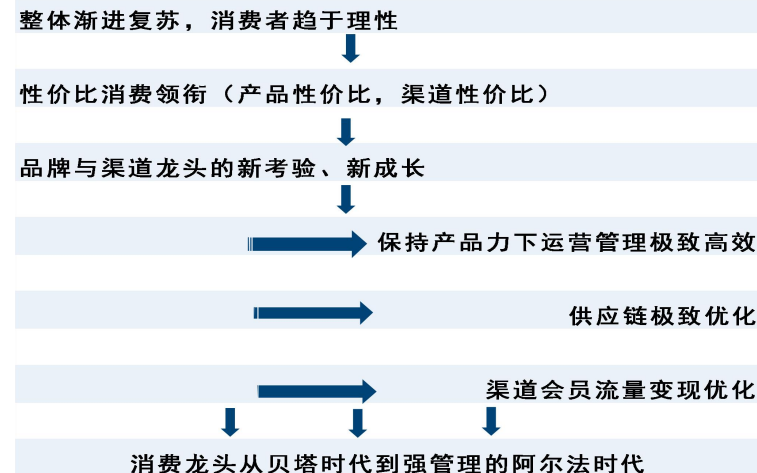 整体渐进复苏，消费者趋于理性
性价比消费领衔（产品性价比，渠道性价比）
品牌与渠道龙头的新考验、新成长
保持产品力下运营管理极致高效
供应链极致优化
渠道会员流量变现优化
消费龙头从贝塔时代到强管理的阿尔法时代